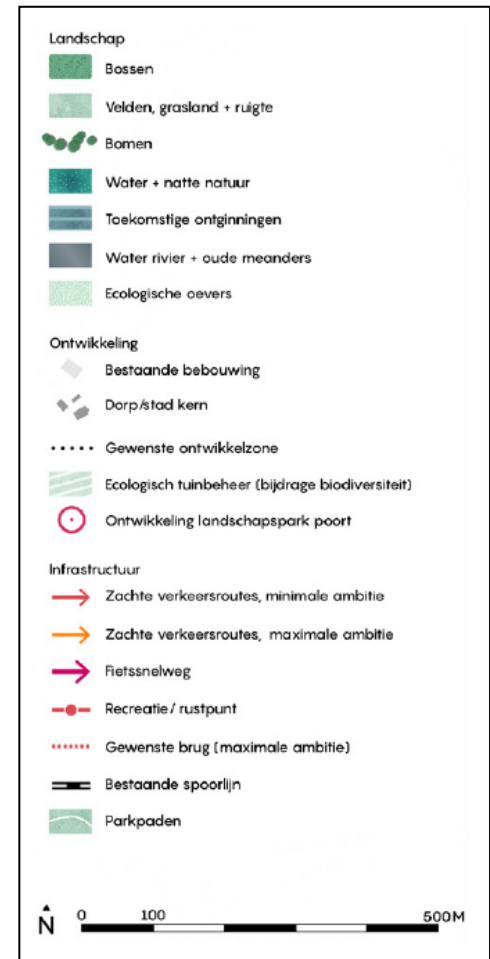 Landschap
Bossen
Velden, grasland + ruigte
Bomen
Water + natte natuur
Toekomstige ontginningen
Water rivier + oude meanders
Ecologische oevers
Ontwikkeling
Bestaande bebouwing
Dorp/stad kern
Gewenste ontwikkelzone
Ecologisch tuinbeheer (bijdrage biodiversiteit)
Ontwikkeling landschapspark poort
Infrastructuur
Zachte verkeersroutes, minimale ambitie
Zachte verkeersroutes, maximale ambitie
Fietssnelweg
Recreatie/ rustpunt
Gewenste brug (maximale ambitie)
Bestaande spoorlijn
Parkpaden
N 0 100 500M